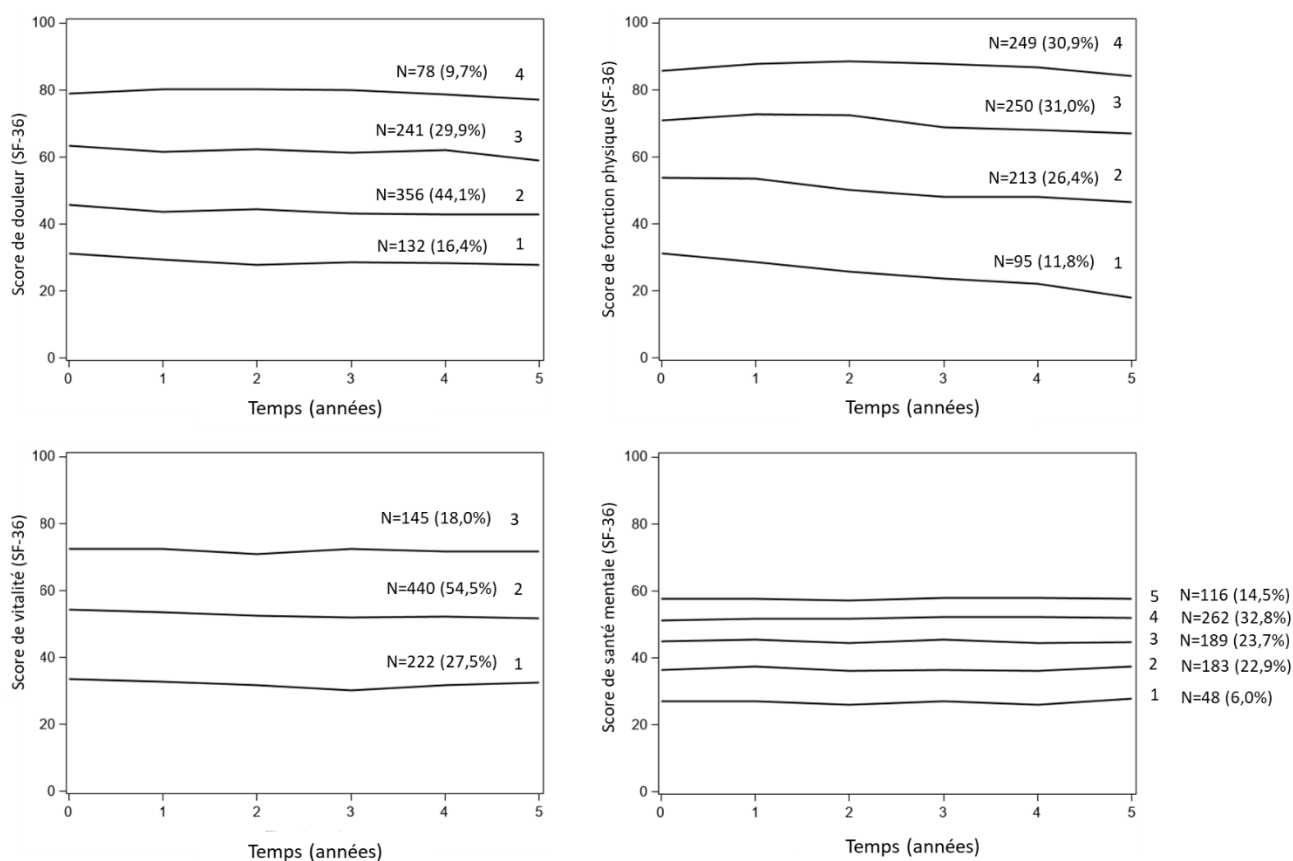 Score de douleur (SF-36)
100
80
60
40
20
0
N=78 (9,7%) 4
N=241 (29,9%) 3
N=356 (44,1%) 2
N=132 (16,4%) 1
0 1 2 3 4 5
Temps (années)
Score de fonction physique (SF-36)
100
80
60
40
20
0
N=249 (30,9%) 4
N=250 (31,0%) 3
N=213 (26,4%) 2
N=95 (11,8%) 1
0 1 2 3 4 5
Temps (années)
Score de vitalité (SF-36)
100
80
60
40
20
0
N=145 (18,0%) 3
N=440 (54,5%) 2
N=222 (27,5%) 1
0 1 2 3 4 5
Temps (années)
Score de santé mentale (SF-36)
100
80
60
40
20
0
5 N=116 (14,5%)
4 N=262 (32,8%)
3 N=189 (23,7%)
2 N=183 (22,9%)
1 N=48 (6,0%)
0 1 2 3 4 5
Temps (années)